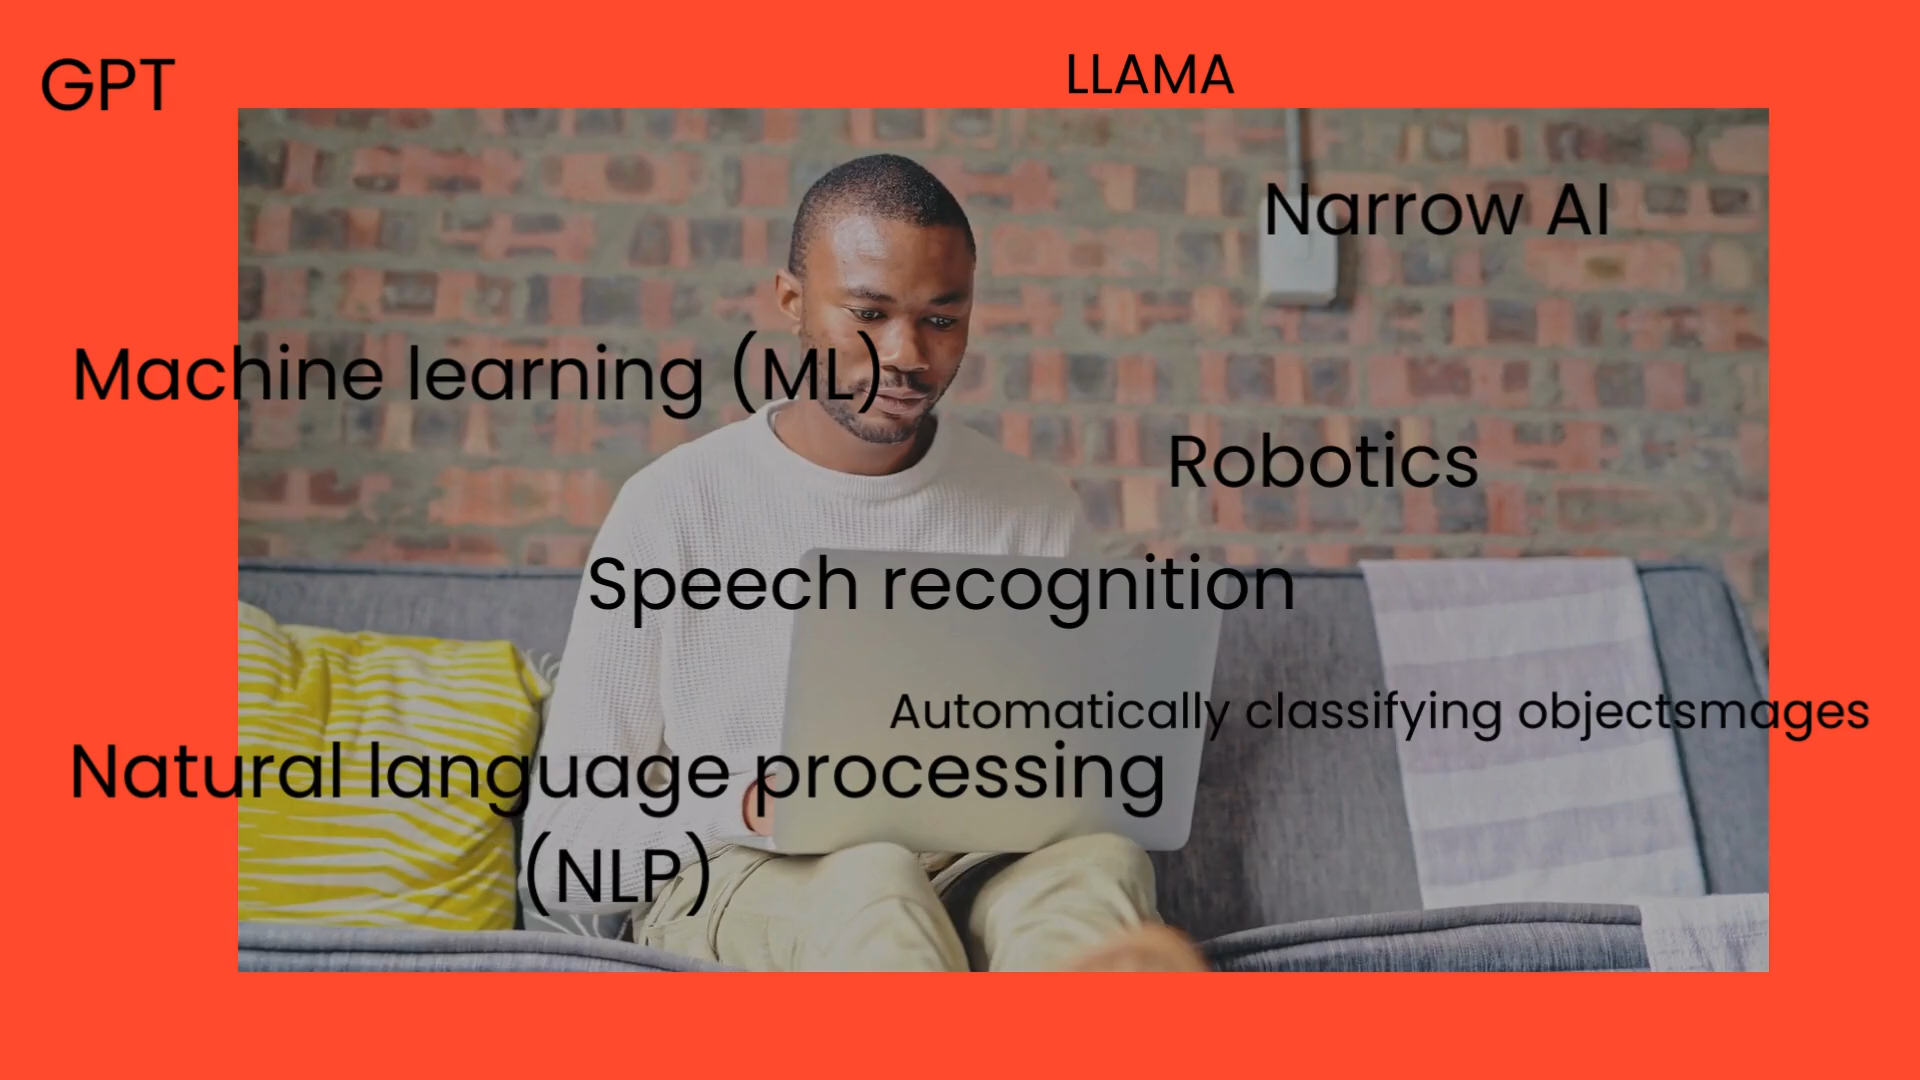 GPT
LLAMA
Narrow AI
Machine learning (ML)
Robotics
Speech recognition
Automatically classifying objectsmages
Natural language processing
(NLP)